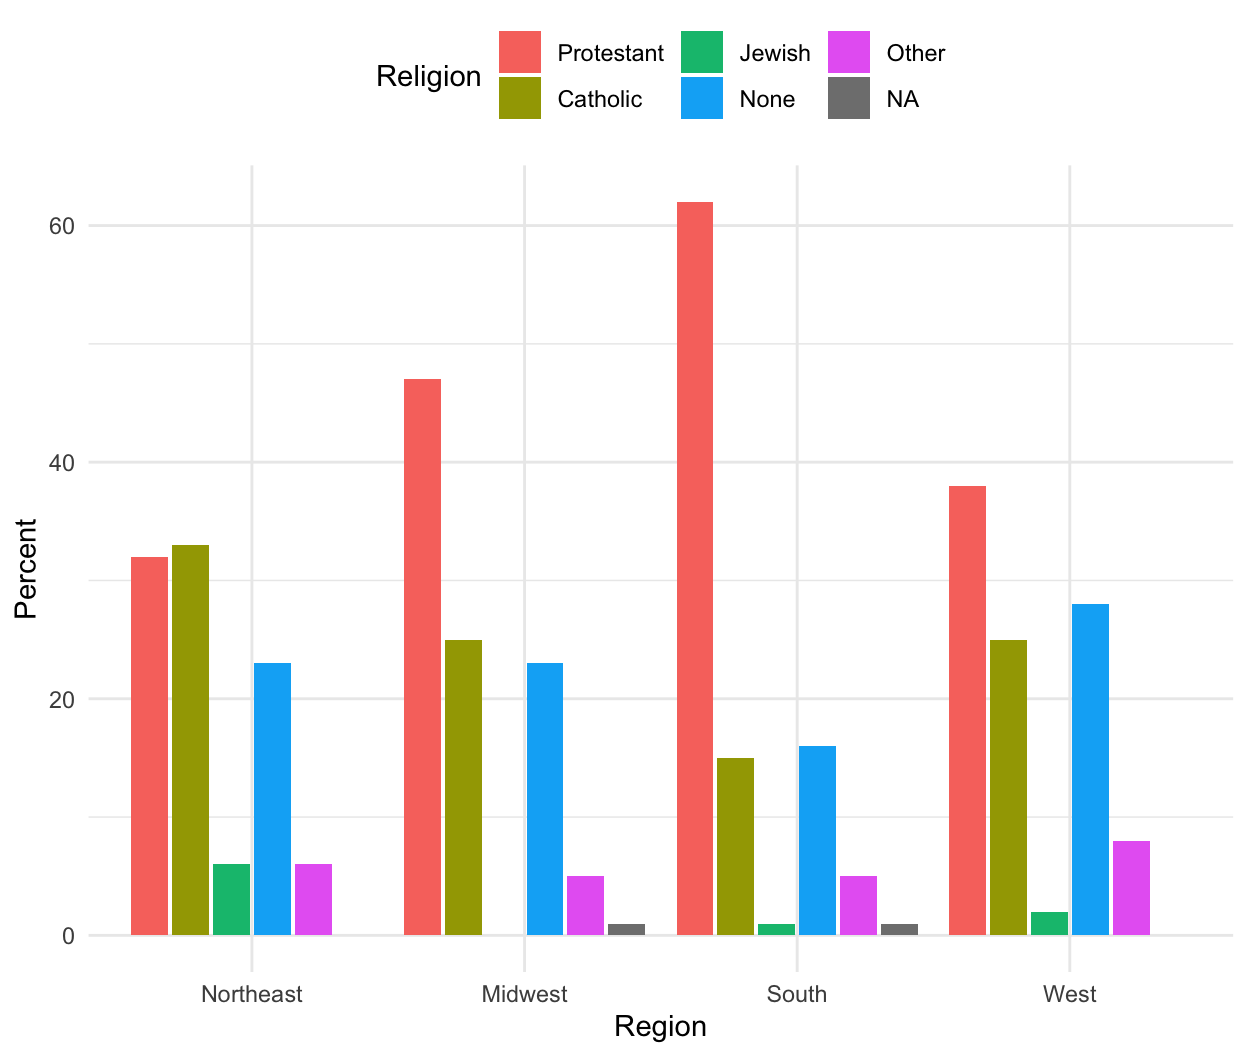 Religion
Protestant Jewish Other
Catholic None NA
60
40
20
0
Percent
Northeast Midwest South West
Region